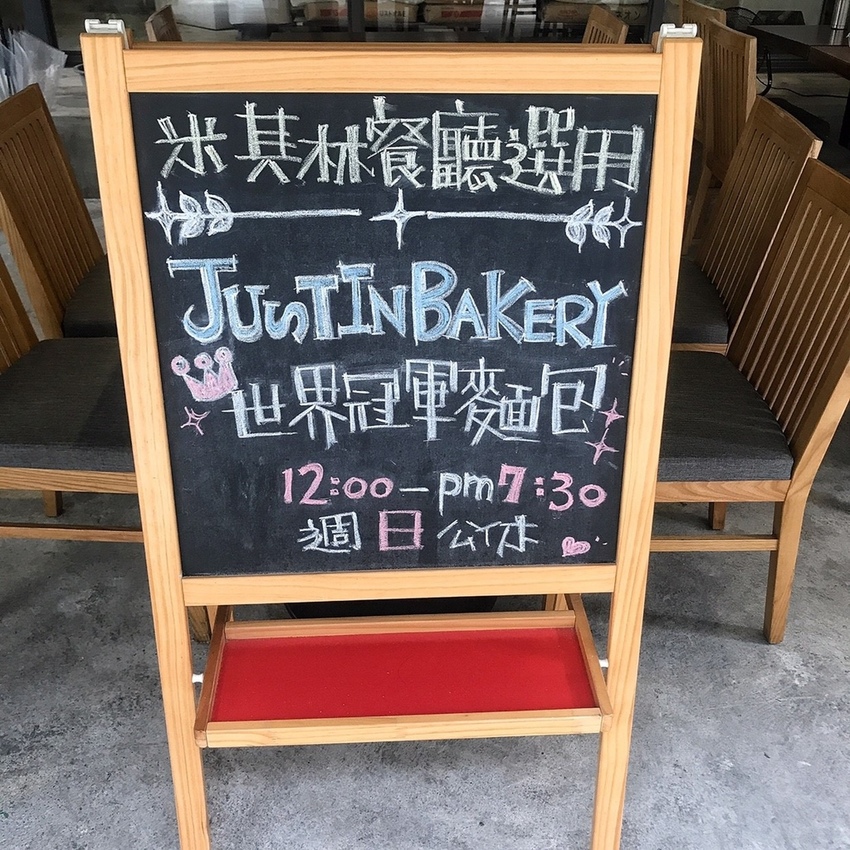 米其林餐廳選用
JUSTIN BAKERY
世界冠軍麵包
12:00-pm7:30
週日公休